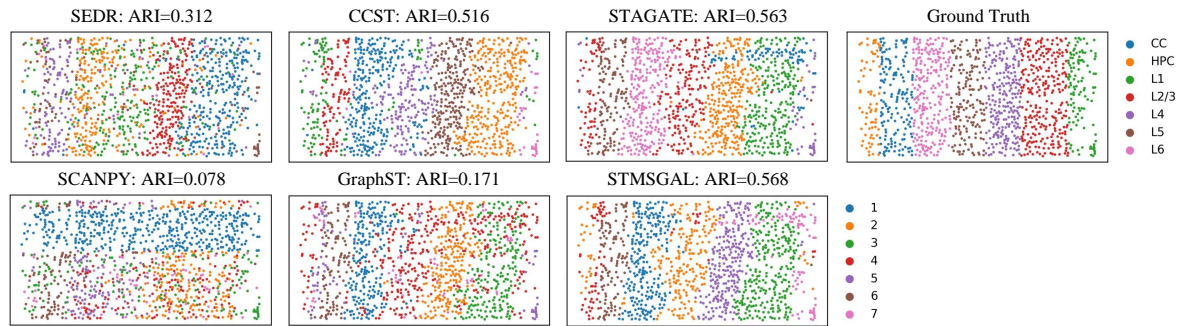 SEDR: ARI=0.312
CCST: ARI=0.516
STAGATE: ARI=0.563
Ground Truth
CC
HPC
L1
L2/3
L4
L5
L6
SCANPY: ARI=0.078
GraphST: ARI=0.171
STMSGAL: ARI=0.568
1
2
3
4
5
6
7